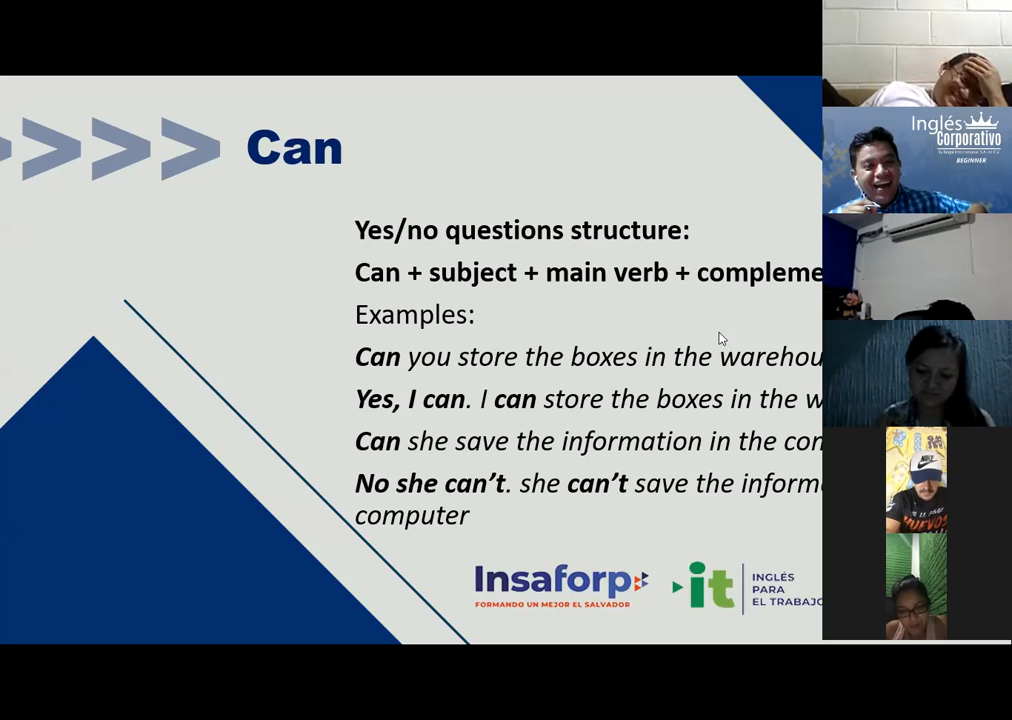 Can
Yes/no questions structure:
Can + subject + main verb + compleme
Examples:
Can you store the boxes in the warehou
Yes, I can. I can store the boxes in the w
Can she save the information in the con
No she can't. she can't save the inform
computer
Insaforp
FORMANDO UN MEJOR EL SALVADOR
it
INGLÉS
PARA
EL TRABAJO
Inglés
Corporativo
BEGINNER
HUEVOS